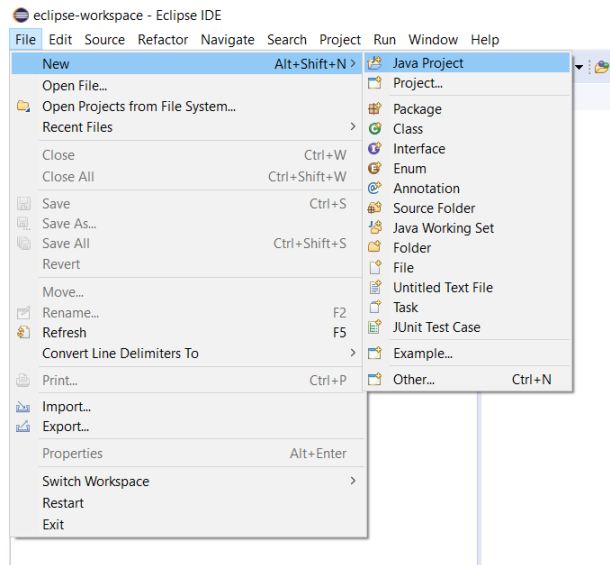 eclipse-workspace - Eclipse IDE
File Edit Source Refactor Navigate Search Project Run Window Help
New Alt+Shift+N >
Open File...
Open Projects from File System...
Recent Files >
Close Ctrl+W
Close All Ctrl+Shift+W
Save Ctrl+S
Save As...
Save All Ctrl+Shift+S
Revert
Move...
Rename... F2
Refresh F5
Convert Line Delimiters To >
Print... Ctrl+P
Import...
Export...
Properties Alt+Enter
Switch Workspace >
Restart
Exit
Java Project
Project...
Package
Class
Interface
Enum
Annotation
Source Folder
Java Working Set
Folder
File
Untitled Text File
Task
JUnit Test Case
Example...
Other... Ctrl+N